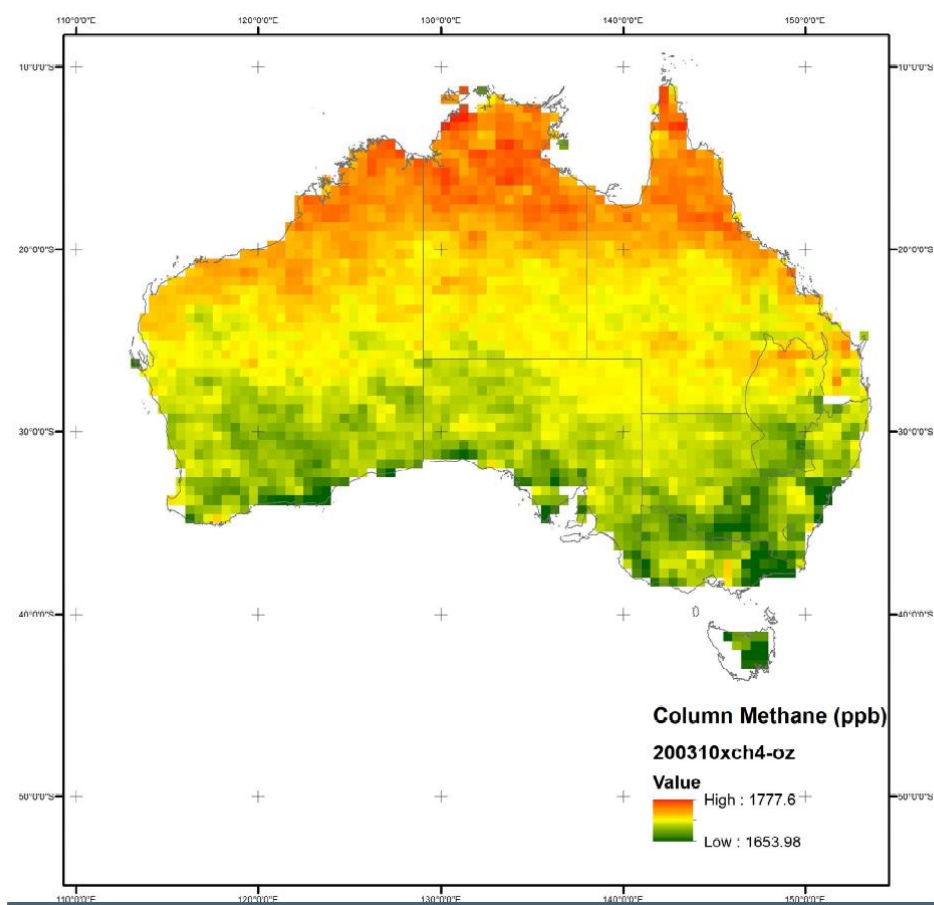 110°0'0"E 120°0'0"E 130°0'0"E 140°0'0"E 150°0'0"E
10°0'0"S 10°0'0"S
20°0'0"S 20°0'0"S
30°0'0"S 30°0'0"S
40°0'0"S 40°0'0"S
Column Methane (ppb)
200310xch4-oz
Value
High : 1777.6
Low : 1653.98
50°0'0"S 50°0'0"S
110°0'0"E 120°0'0"E 130°0'0"E 140°0'0"E 150°0'0"E